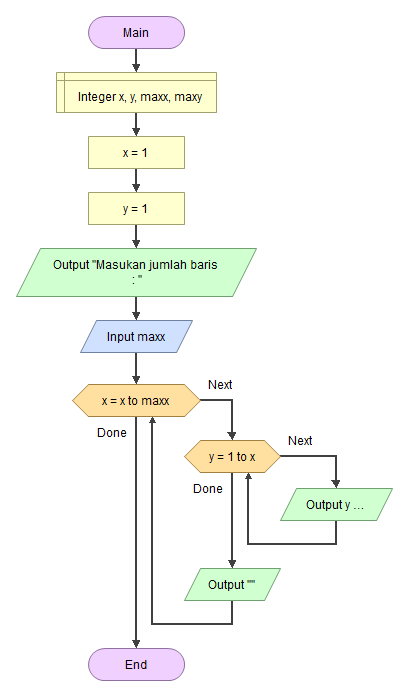 Main
Integer x, y, maxx, maxy
x = 1
y = 1
Output "Masukan jumlah baris
: "
Input maxx
x = x to maxx
Next
Done
y = 1 to x
Next
Done
Output y ...
Output ""
End